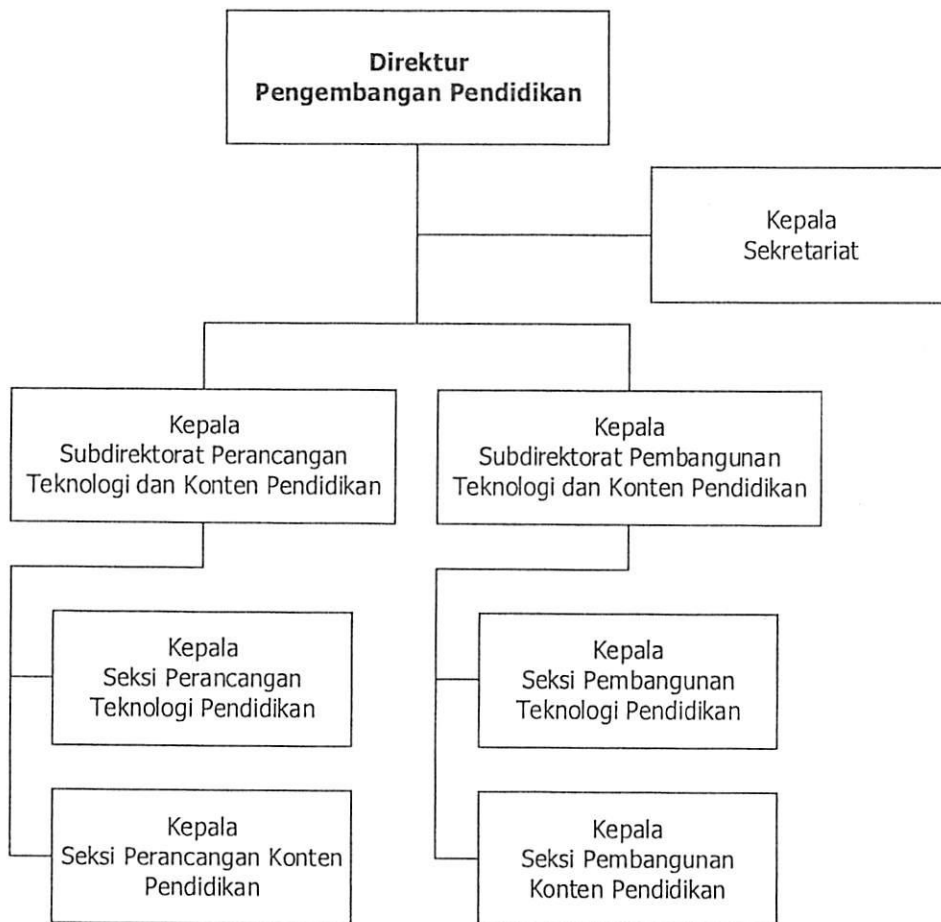 Direktur
Pengembangan Pendidikan
Kepala
Sekretariat
Kepala
Subdirektorat Perancangan
Teknologi dan Konten Pendidikan
Kepala
Subdirektorat Pembangunan
Teknologi dan Konten Pendidikan
Kepala
Seksi Perancangan
Teknologi Pendidikan
Kepala
Seksi Pembangunan
Teknologi Pendidikan
Kepala
Seksi Perancangan Konten
Pendidikan
Kepala
Seksi Pembangunan
Konten Pendidikan